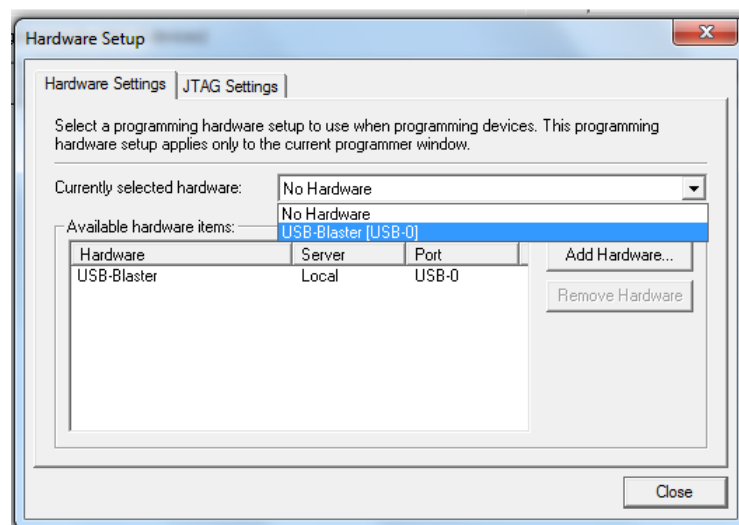 Hardware Setup
Hardware Settings
JTAG Settings
Select a programming hardware setup to use when programming devices. This programming
hardware setup applies only to the current programmer window.
Currently selected hardware:
No Hardware
No Hardware
USB-Blaster [USB-0]
Available hardware items:
Hardware Server Port
USB-Blaster Local USB-0
Add Hardware...
Remove Hardware
Close